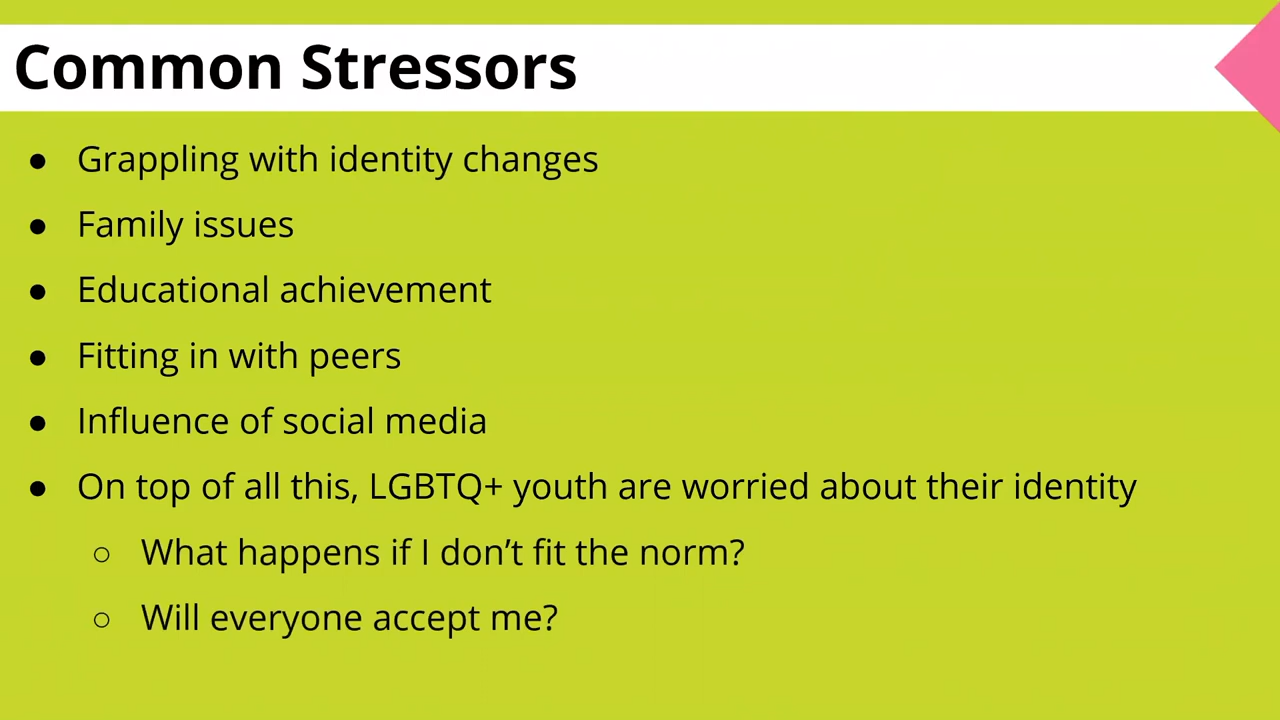 Common Stressors
● Grappling with identity changes
● Family issues
● Educational achievement
● Fitting in with peers
● Influence of social media
● On top of all this, LGBTQ+ youth are worried about their identity
○ What happens if I don’t fit the norm?
○ Will everyone accept me?